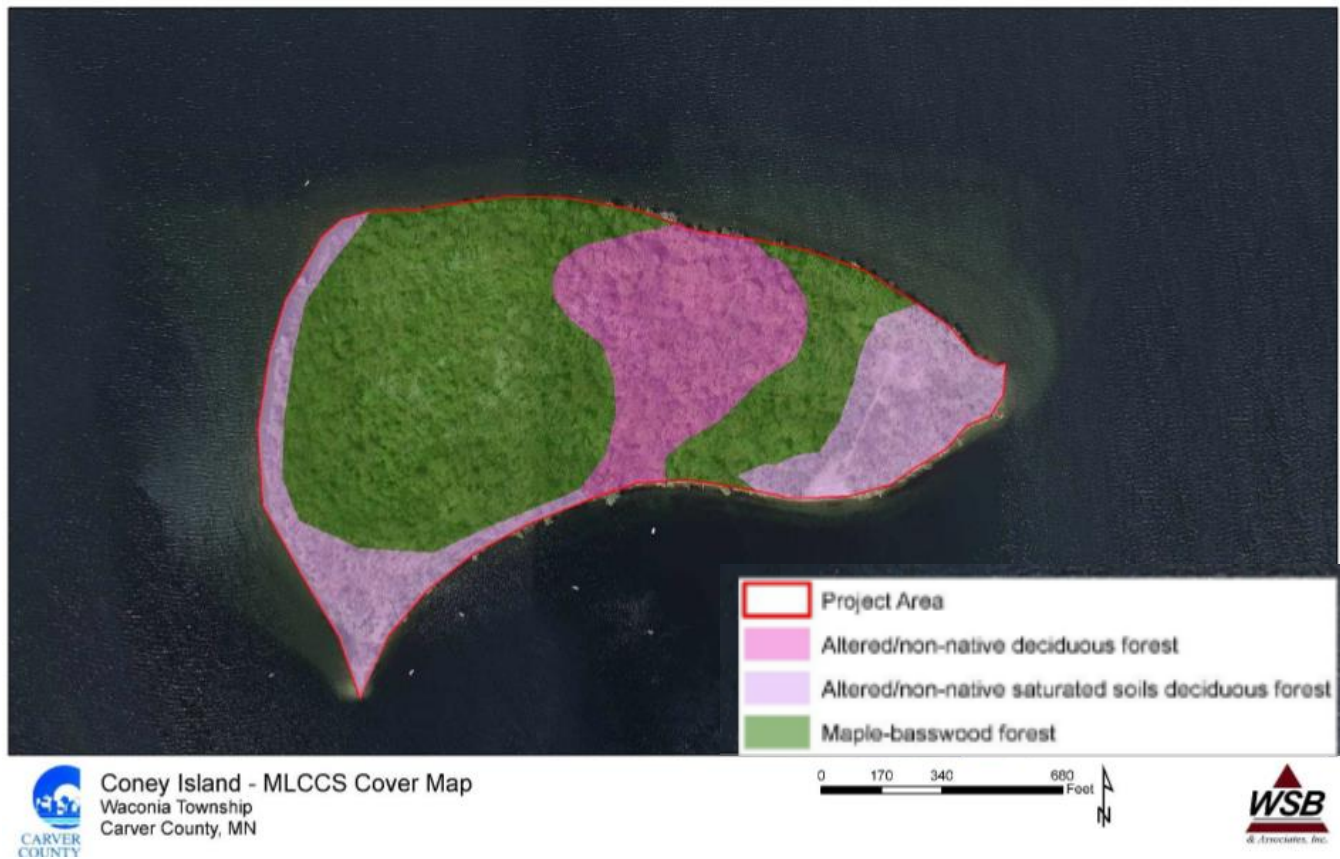 Project Area
Altered/non-native deciduous forest
Altered/non-native saturated soils deciduous forest
Maple-basswood forest
CARVER
COUNTY
Coney Island - MLCCS Cover Map
Waconia Township
Carver County, MN
0 170 340 680
Feet
N
WSB
& Associates, Inc.